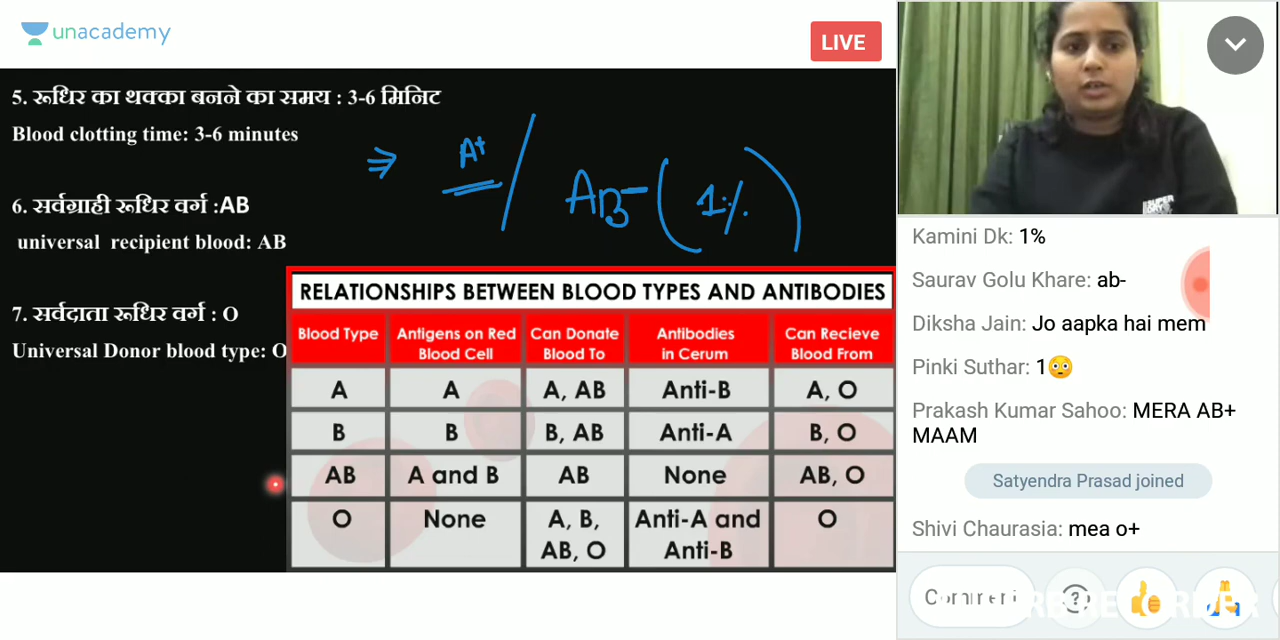 unacademy
LIVE
5. रूधिर का थक्का बनने का समय : 3-6 मिनिट
Blood clotting time: 3-6 minutes
⇒ A+ / AB- (1%)
6. सर्वग्राही रूधिर वर्ग :AB
universal recipient blood: AB
7. सर्वदाता रूधिर वर्ग : O
Universal Donor blood type: O
RELATIONSHIPS BETWEEN BLOOD TYPES AND ANTIBODIES
Blood Type Antigens on Red Blood Cell Can Donate Blood To Antibodies in Cerum Can Recieve Blood From
A A A, AB Anti-B A, O
B B B, AB Anti-A B, O
AB A and B AB None AB, O
O None A, B, AB, O Anti-A and Anti-B O
SUPER
Kamini Dk: 1%
Saurav Golu Khare: ab-
Diksha Jain: Jo aapka hai mem
Pinki Suthar: 1😳
Prakash Kumar Sahoo: MERA AB+
MAAM
Satyendra Prasad joined
Shivi Chaurasia: mea o+
Comment
RECORDER